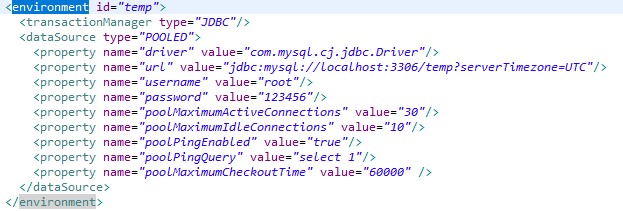 <environment id="temp">
<transactionManager type="JDBC"/>
<dataSource type="POOLED">
<property name="driver" value="com.mysql.cj.jdbc.Driver"/>
<property name="url" value="jdbc:mysql://localhost:3306/temp?serverTimezone=UTC"/>
<property name="username" value="root"/>
<property name="password" value="123456"/>
<property name="poolMaximumActiveConnections" value="30"/>
<property name="poolMaximumIdleConnections" value="10"/>
<property name="poolPingEnabled" value="true"/>
<property name="poolPingQuery" value="select 1"/>
<property name="poolMaximumCheckoutTime" value="60000" />
</dataSource>
</environment>